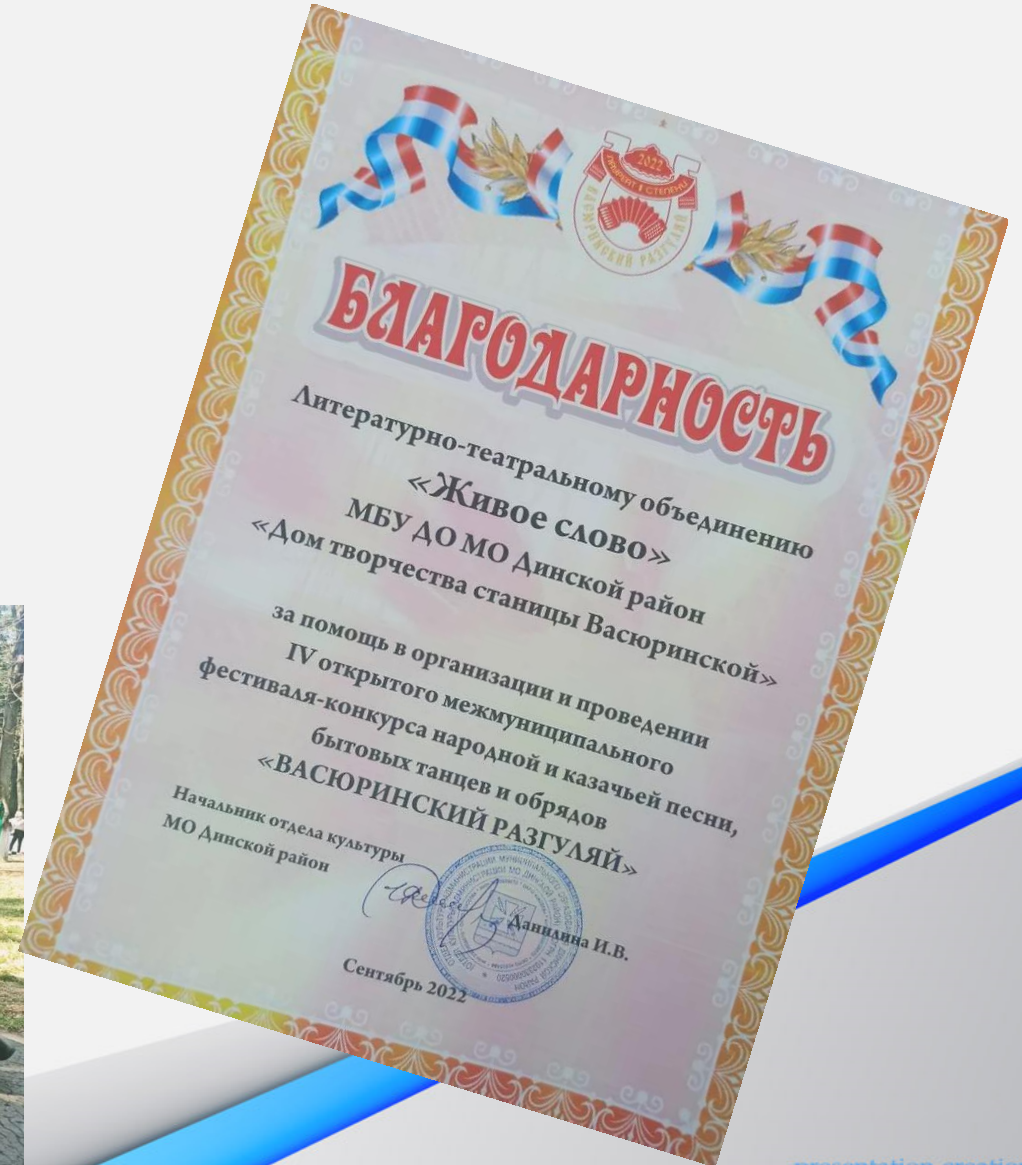 2022
ЛАУРЕАТ I СТЕПЕНИ
ВАСЮРИНСКИЙ РАЗГУЛЯЙ
БЛАГОДАРНОСТЬ
Литературно-театральному объединению
«Живое слово»
МБУ ДО МО Динской район
«Дом творчества станицы Васюринской»
за помощь в организации и проведении
IV открытого межмуниципального
фестиваля-конкурса народной и казачьей песни,
бытовых танцев и обрядов
«ВАСЮРИНСКИЙ РАЗГУЛЯЙ»
Начальник отдела культуры
МО Динской район
Данилина И.В.
Сентябрь 2022